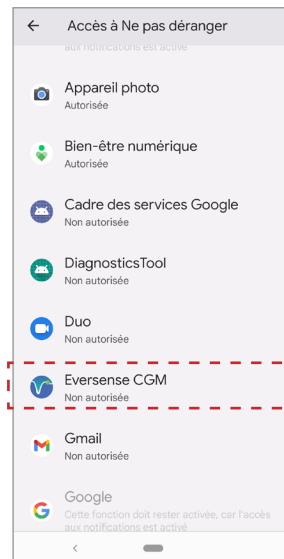 Accès à Ne pas déranger
aux notifications est activé
Appareil photo
Autorisée
Bien-être numérique
Autorisée
Cadre des services Google
Non autorisée
DiagnosticsTool
Non autorisée
Duo
Non autorisée
Eversense CGM
Non autorisée
Gmail
Non autorisée
Google
Cette fonction doit rester activée, car l'accès
aux notifications est activé